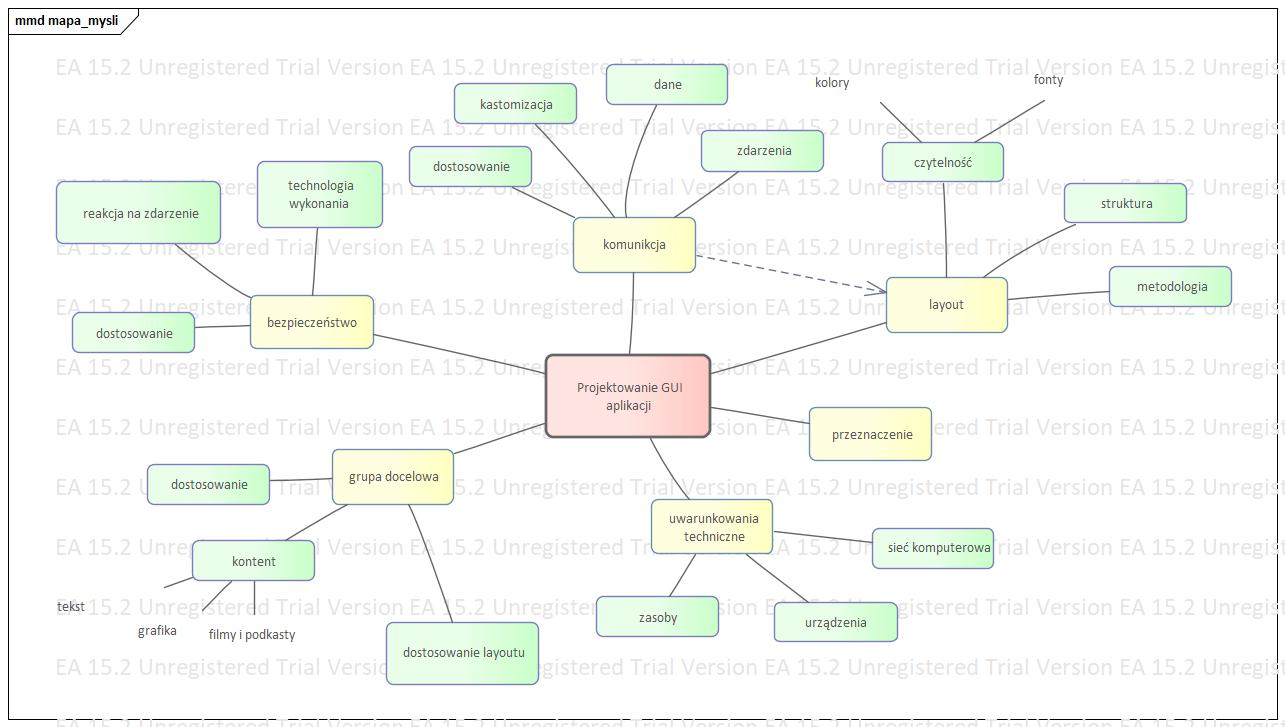 mmd mapa_mysli
EA 15.2 Unregistered Trial Version EA 15.2 Unregistered Trial Version EA 15.2 Unregistered Trial Version EA 15.2 Unregis
kolory
fonty
dane
kastomizacja
zdarzenia
dostosowanie
czytelność
technologia
wykonania
reakcja na zdarzenie
struktura
komunikcja
metodologia
layout
bezpieczeństwo
dostosowanie
Projektowanie GUI
aplikacji
przeznaczenie
grupa docelowa
dostosowanie
uwarunkowania
techniczne
sieć komputerowa
kontent
tekst
grafika
filmy i podkasty
zasoby
urządzenia
dostosowanie layoutu